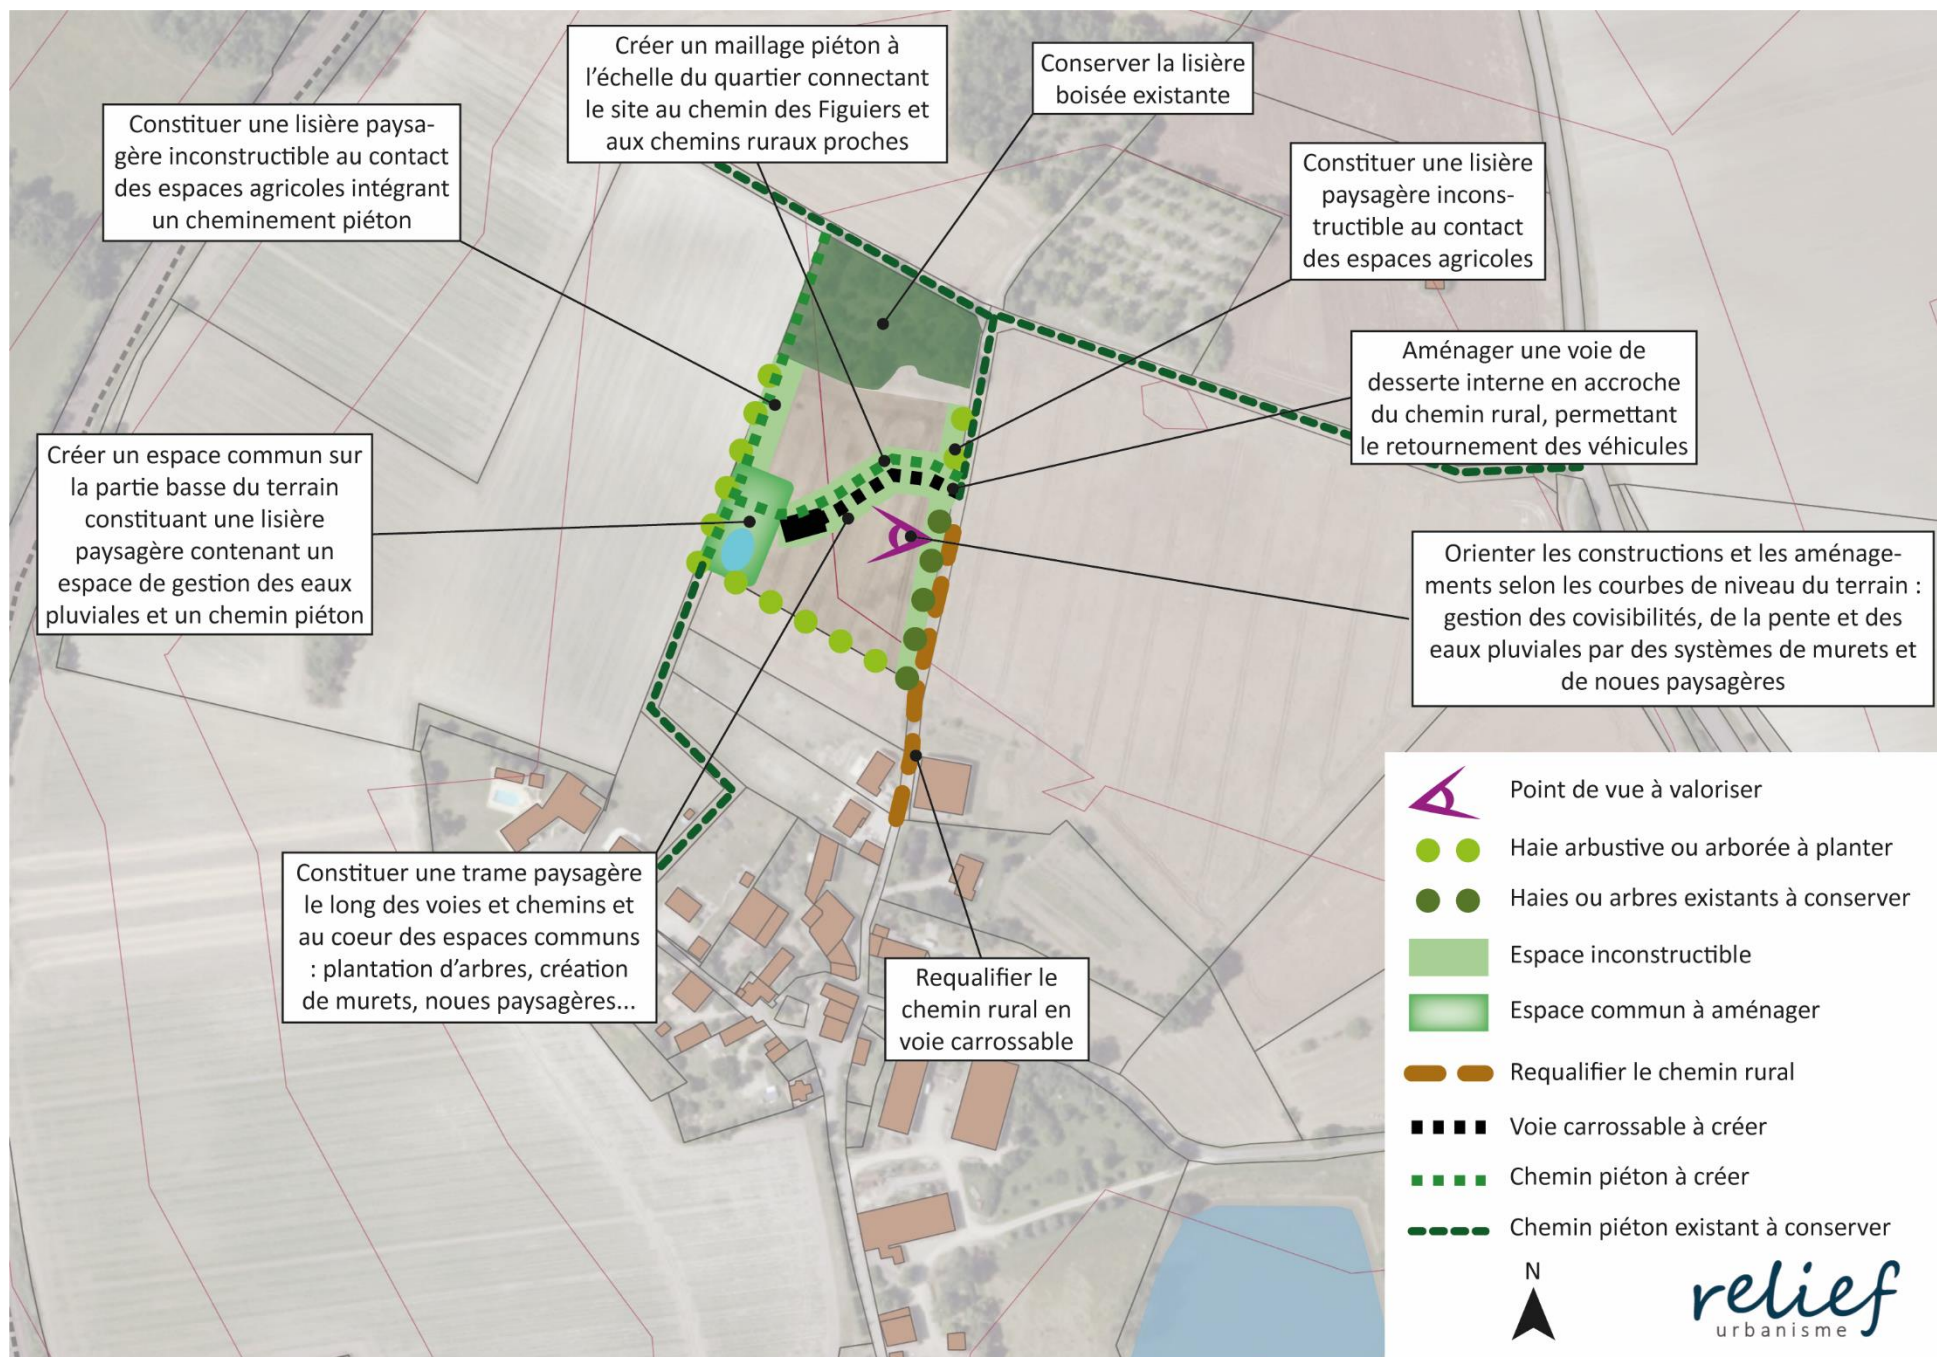 Créer un maillage piéton à
l'échelle du quartier connectant
le site au chemin des Figuiers et
aux chemins ruraux proches
Conserver la lisière
boisée existante
Constituer une lisière paysa-
gère inconstructible au contact
des espaces agricoles intégrant
un cheminement piéton
Constituer une lisière
paysagère incons-
tructible au contact
des espaces agricoles
Aménager une voie de
desserte interne en accroche
du chemin rural, permettant
le retournement des véhicules
Créer un espace commun sur
la partie basse du terrain
constituant une lisière
paysagère contenant un
espace de gestion des eaux
pluviales et un chemin piéton
Orienter les constructions et les aménage-
ments selon les courbes de niveau du terrain :
gestion des covisibilités, de la pente et des
eaux pluviales par des systèmes de murets et
de noues paysagères
Constituer une trame paysagère
le long des voies et chemins et
au coeur des espaces communs
: plantation d'arbres, création
de murets, noues paysagères...
Requalifier le
chemin rural en
voie carrossable
Point de vue à valoriser
Haie arbustive ou arborée à planter
Haies ou arbres existants à conserver
Espace inconstructible
Espace commun à aménager
Requalifier le chemin rural
Voie carrossable à créer
Chemin piéton à créer
Chemin piéton existant à conserver
N
relief
urbanisme